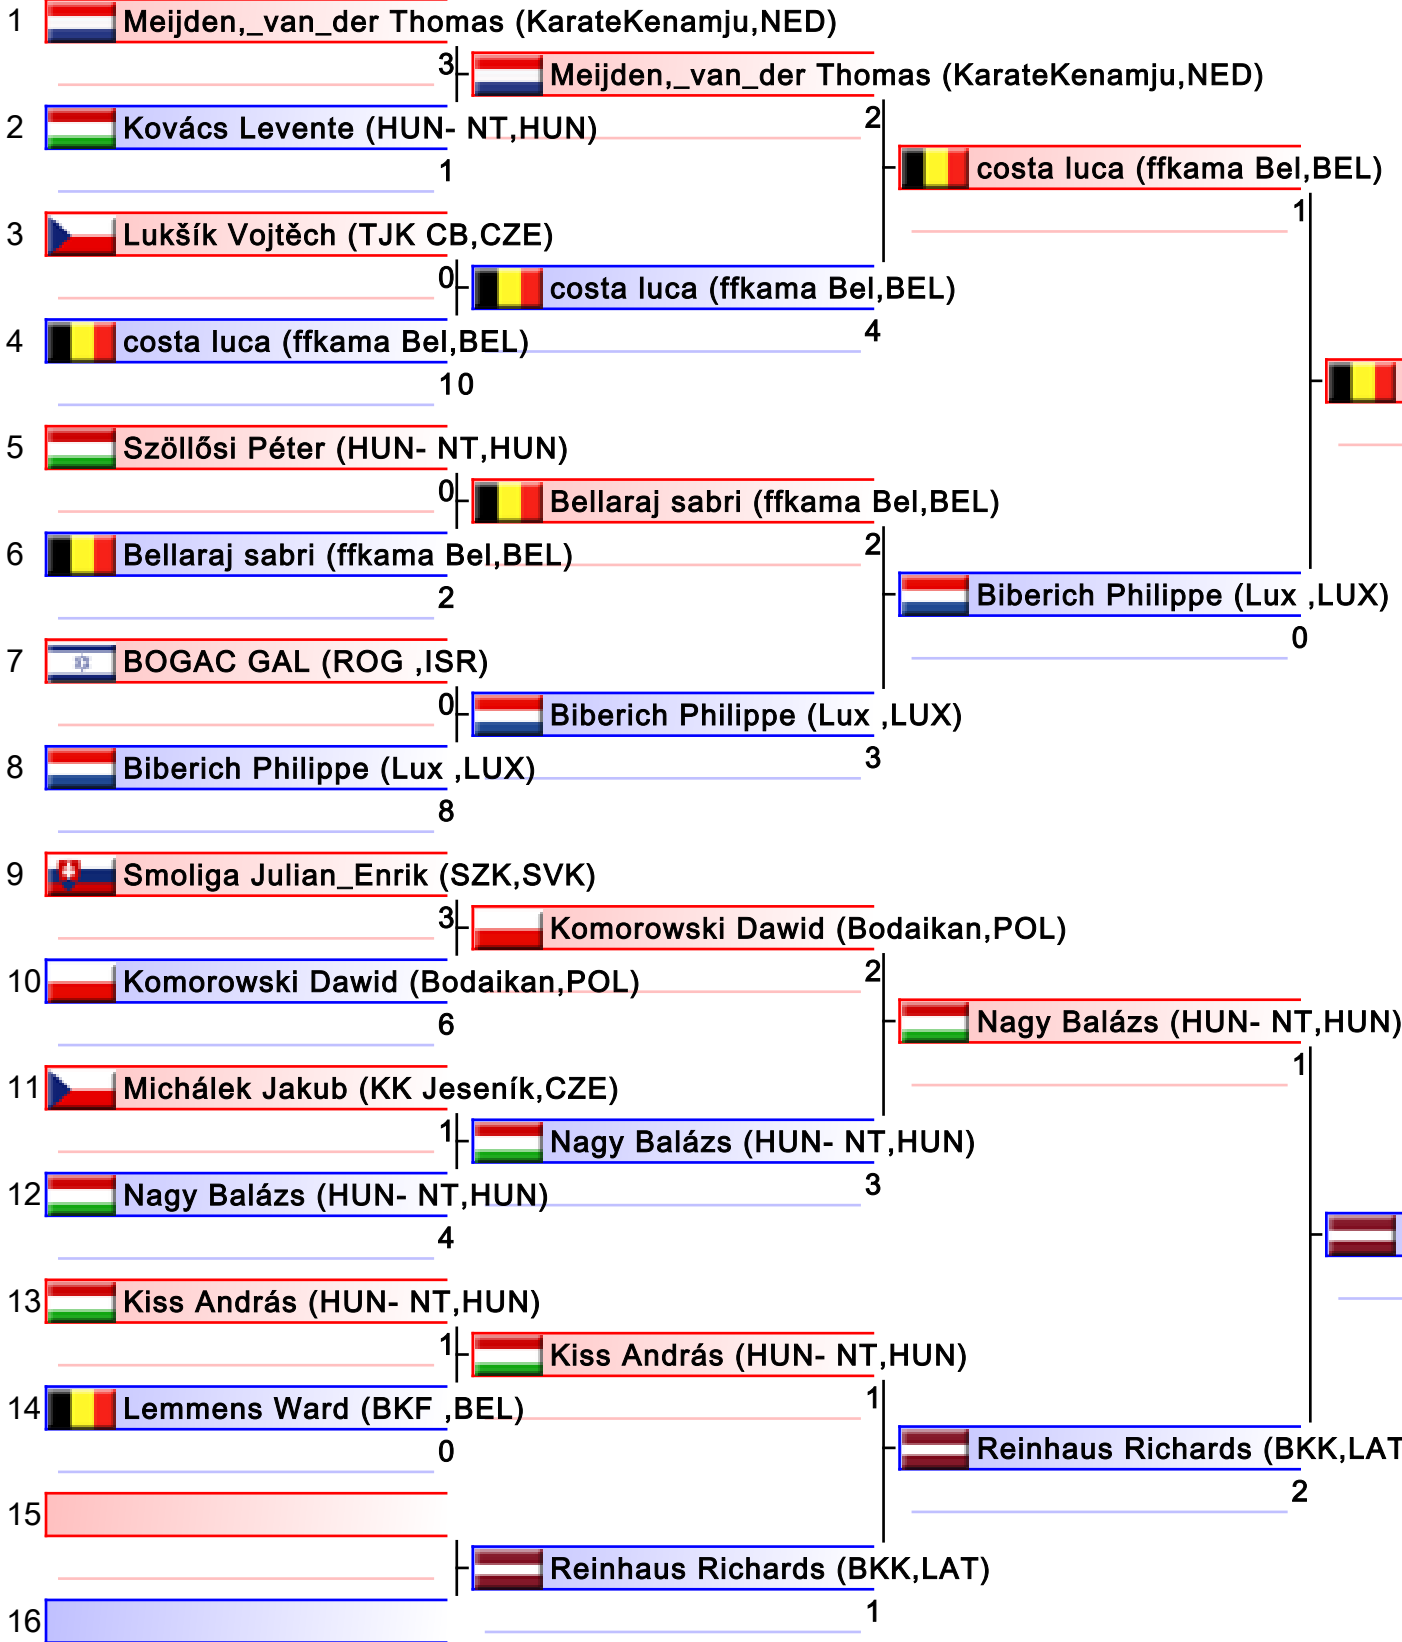 1 Meijden,_van_der Thomas (KarateKenamju,NED)
3 Meijden,_van_der Thomas (KarateKenamju,NED)
2 Kovács Levente (HUN- NT,HUN) 2
1 costa luca (ffkama Bel,BEL)
1
3 Lukšík Vojtěch (TJK CB,CZE)
0 costa luca (ffkama Bel,BEL)
4 costa luca (ffkama Bel,BEL) 4
10
5 Szöllősi Péter (HUN- NT,HUN)
0 Bellaraj sabri (ffkama Bel,BEL)
6 Bellaraj sabri (ffkama Bel,BEL) 2
2 Biberich Philippe (Lux ,LUX)
0
7 BOGAC GAL (ROG ,ISR)
0 Biberich Philippe (Lux ,LUX)
8 Biberich Philippe (Lux ,LUX) 3
8
9 Smoliga Julian_Enrik (SZK,SVK)
3 Komorowski Dawid (Bodaikan,POL)
10 Komorowski Dawid (Bodaikan,POL) 2
6 Nagy Balázs (HUN- NT,HUN)
1
11 Michálek Jakub (KK Jeseník,CZE)
1 Nagy Balázs (HUN- NT,HUN)
12 Nagy Balázs (HUN- NT,HUN) 3
4
13 Kiss András (HUN- NT,HUN)
1 Kiss András (HUN- NT,HUN)
14 Lemmens Ward (BKF ,BEL) 1
0 Reinhaus Richards (BKK,LAT
2
15
Reinhaus Richards (BKK,LAT)
16 1